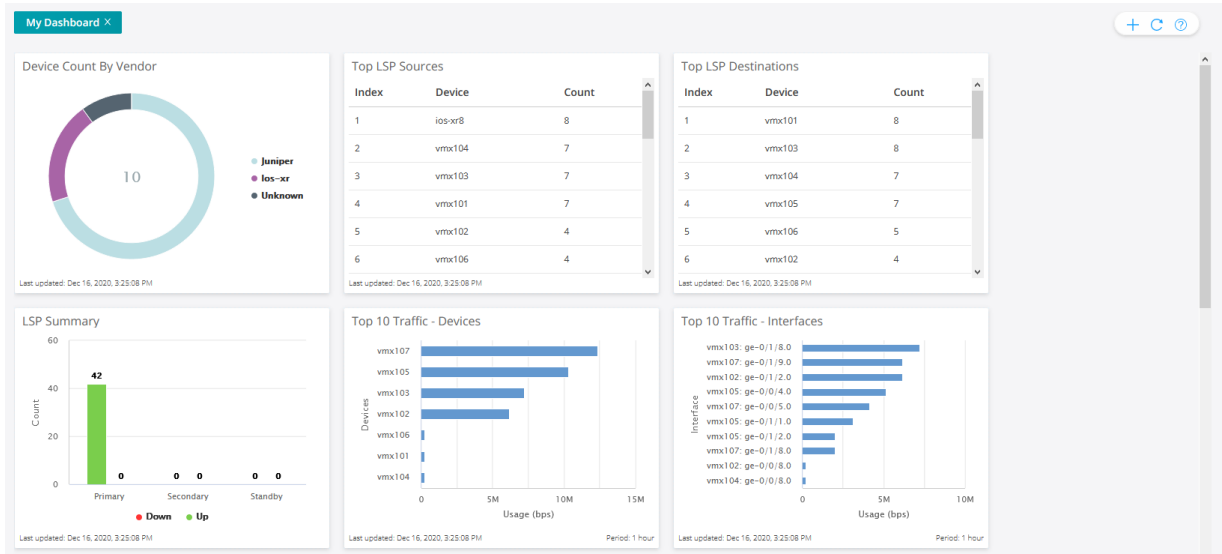 My Dashboard ×
Device Count By Vendor
10
Juniper
Ios-xr
Unknown
Last updated: Dec 16, 2020, 3:25:08 PM
Top LSP Sources
Index Device Count
1 ios-xr8 8
2 vmx104 7
3 vmx103 7
4 vmx101 7
5 vmx102 4
6 vmx106 4
Last updated: Dec 16, 2020, 3:25:08 PM
Top LSP Destinations
Index Device Count
1 vmx101 8
2 vmx103 8
3 vmx104 7
4 vmx105 7
5 vmx106 5
6 vmx102 4
Last updated: Dec 16, 2020, 3:25:08 PM
LSP Summary
60
40
20
0
Count
42 0 0 0 0 0
Primary Secondary Standby
Down Up
Last updated: Dec 16, 2020, 3:25:08 PM
Top 10 Traffic - Devices
Devices
vmx107
vmx105
vmx103
vmx102
vmx106
vmx101
vmx104
0 5M 10M 15M
Usage (bps)
Last updated: Dec 16, 2020, 3:25:08 PM Period: 1 hour
Top 10 Traffic - Interfaces
Interface
vmx103: ge-0/1/8.0
vmx107: ge-0/1/9.0
vmx102: ge-0/1/2.0
vmx105: ge-0/0/4.0
vmx107: ge-0/0/5.0
vmx105: ge-0/1/1.0
vmx105: ge-0/1/2.0
vmx107: ge-0/1/8.0
vmx102: ge-0/0/8.0
vmx104: ge-0/0/8.0
0 5M 10M
Usage (bps)
Last updated: Dec 16, 2020, 3:25:08 PM Period: 1 hour